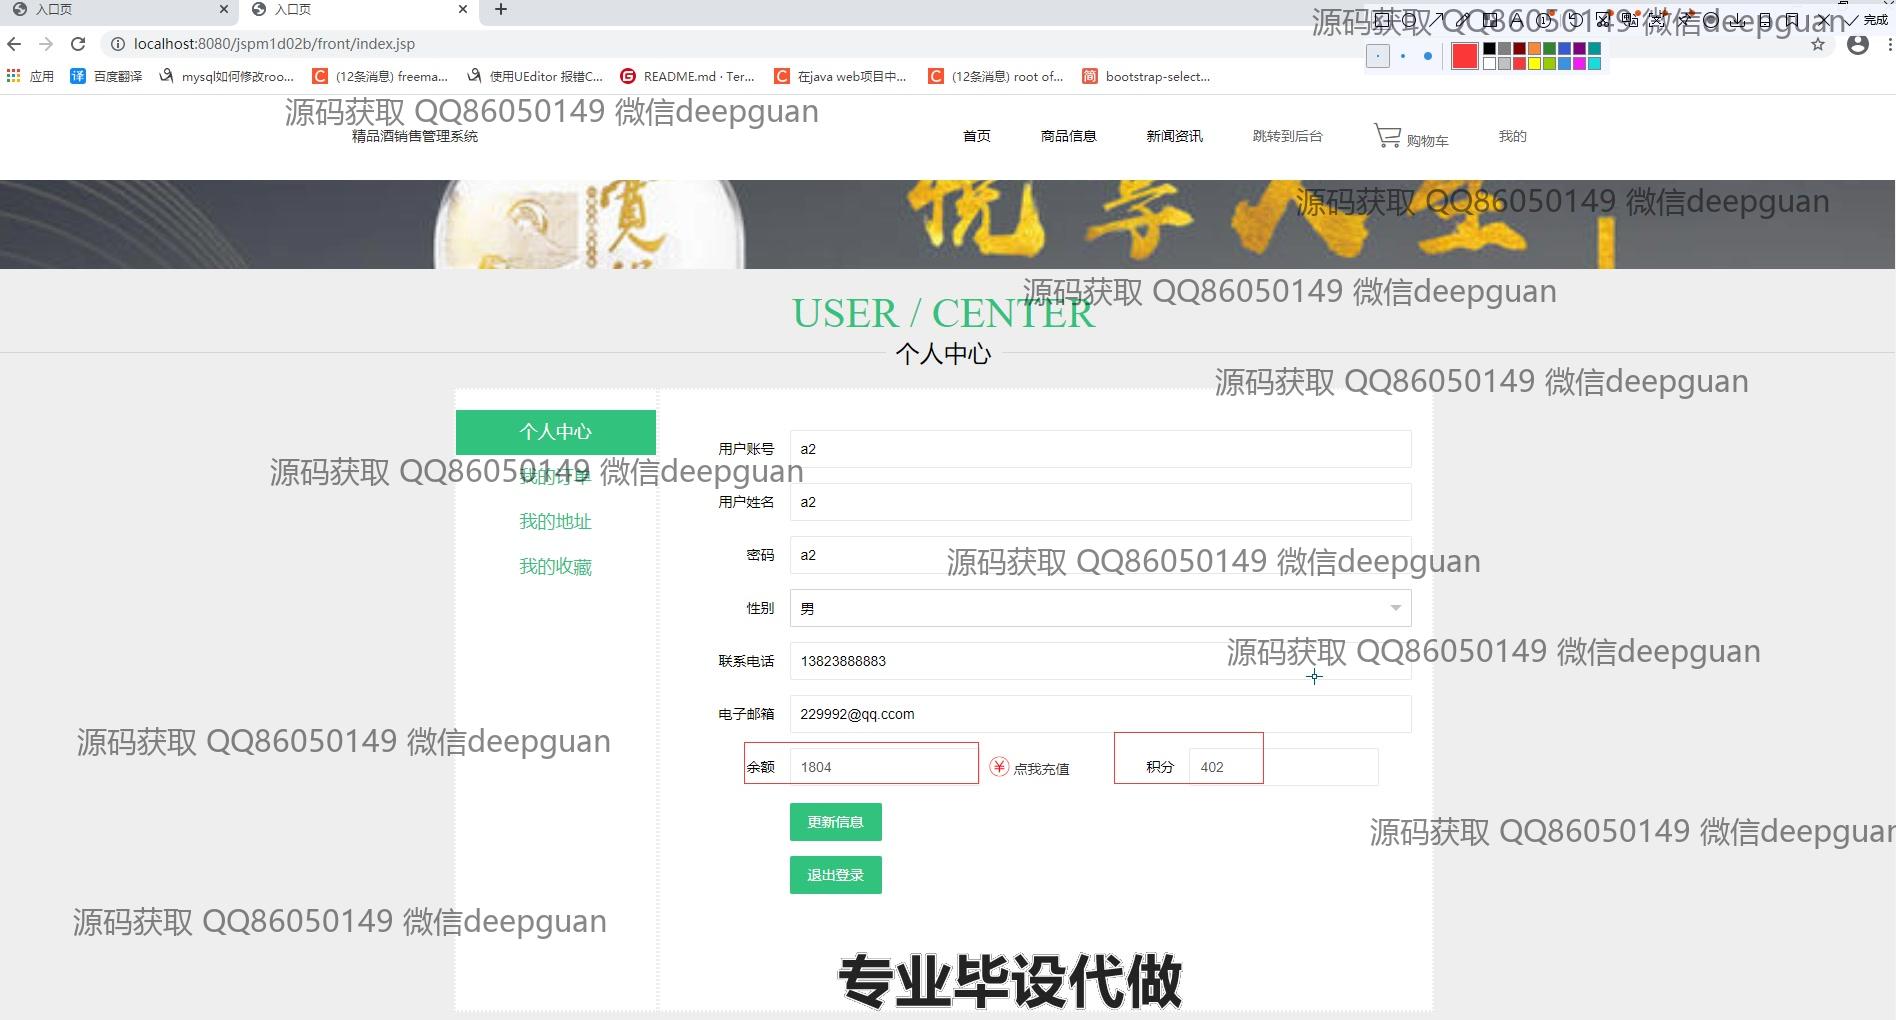 入口页
入口页
完成
localhost:8080/jspm1d02b/front/index.jsp
应用
百度翻译
mysql如何修改roo...
(12条消息) freema...
使用UEditor 报错C...
README.md · Ter...
在java web项目中...
(12条消息) root of...
bootstrap-select...
源码获取 QQ86050149 微信deepguan
源码获取 QQ86050149 微信deepguan
精品酒销售管理系统
首页
商品信息
新闻资讯
跳转到后台
购物车
我的
悦享人生
源码获取 QQ86050149 微信deepguan
源码获取 QQ86050149 微信deepguan
USER / CENTER
个人中心
源码获取 QQ86050149 微信deepguan
个人中心
我的订单
源码获取 QQ86050149 微信deepguan
我的地址
我的收藏
用户账号 a2
用户姓名 a2
密码 a2
源码获取 QQ86050149 微信deepguan
性别 男
源码获取 QQ86050149 微信deepguan
联系电话 13823888883
电子邮箱 229992@qq.ccom
源码获取 QQ86050149 微信deepguan
余额 1804
¥ 点我充值
积分 402
更新信息
源码获取 QQ86050149 微信deepguan
退出登录
源码获取 QQ86050149 微信deepguan
专业毕设代做